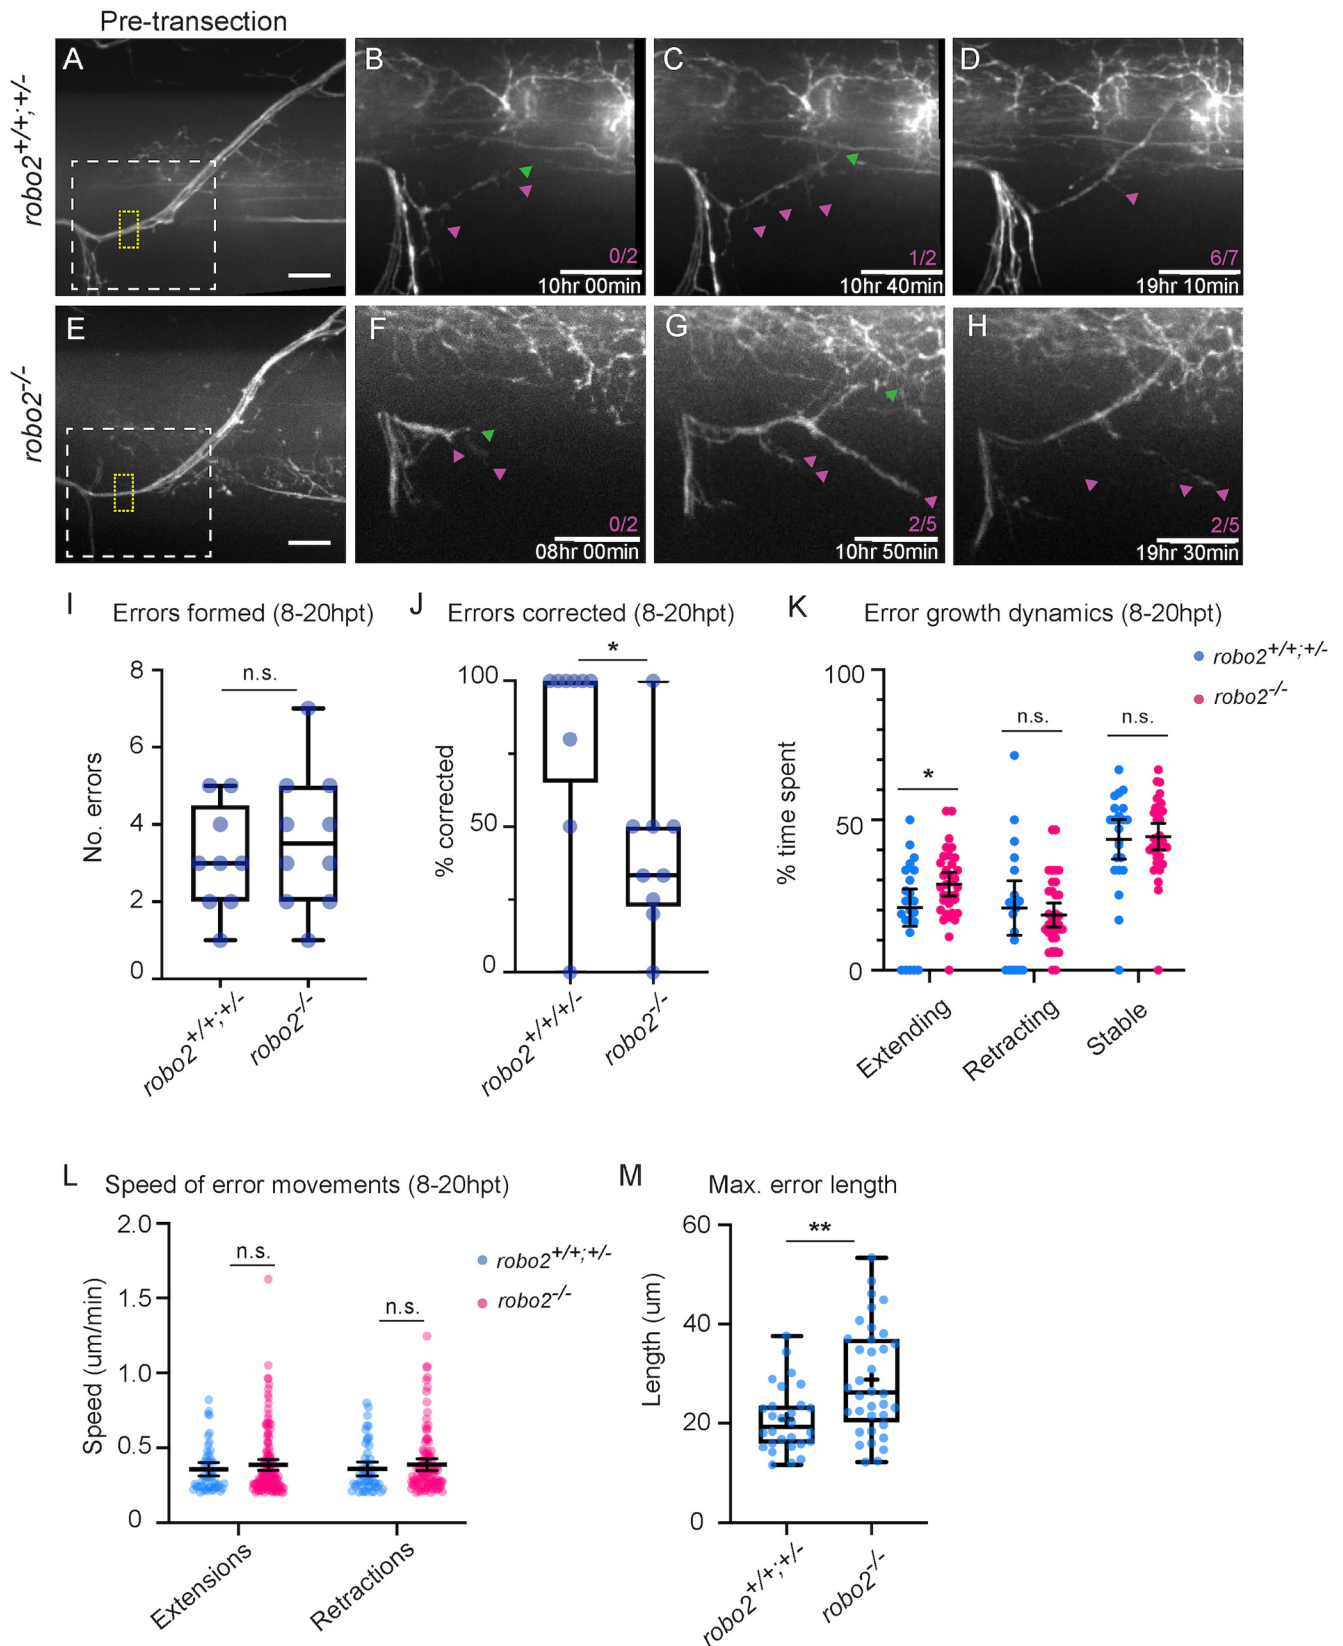 Pre-transection
robo2+/+;+/-
A
B
0/2
10hr 00min
C
1/2
10hr 40min
D
6/7
19hr 10min
robo2-/-
E
F
0/2
08hr 00min
G
2/5
10hr 50min
H
2/5
19hr 30min
I
Errors formed (8-20hpt)
n.s.
No. errors
8
6
4
2
0
robo2+/+;+/-
robo2-/-
J
Errors corrected (8-20hpt)
*
% corrected
100
50
0
robo2+/+/+/-
robo2-/-
K
Error growth dynamics (8-20hpt)
robo2+/+;+/-
robo2-/-
% time spent
100
50
0
*
n.s.
n.s.
Extending
Retracting
Stable
L
Speed of error movements (8-20hpt)
Speed (um/min)
2.0
1.5
1.0
0.5
0
n.s.
n.s.
robo2+/+;+/-
robo2-/-
Extensions
Retractions
M
Max. error length
**
Length (um)
60
40
20
0
robo2+/+;+/-
robo2-/-